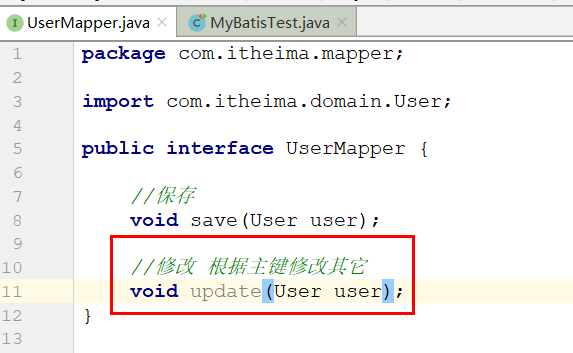 UserMapper.java × MyBatisTest.java ×
1 package com.itheima.mapper;
2
3 import com.itheima.domain.User;
4
5 public interface UserMapper {
6
7 //保存
8 void save(User user);
9
10 //修改 根据主键修改其它
11 void update(User user);
12 }
13